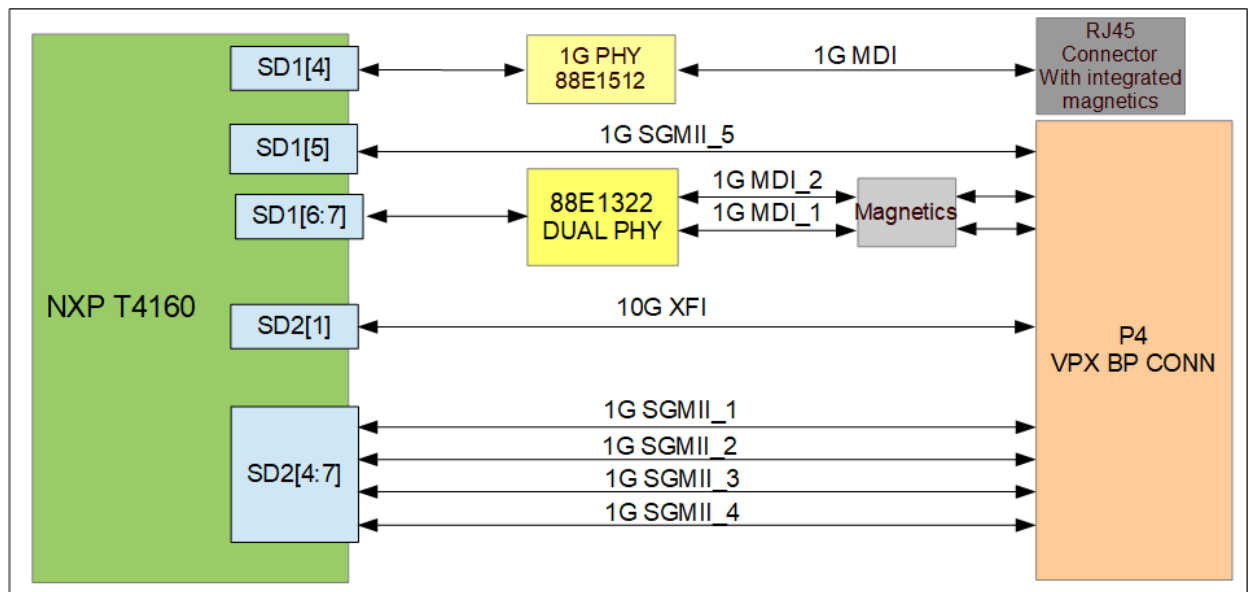 SD1[4]
1G PHY
88E1512
1G MDI
RJ45
Connector
With integrated
magnetics
SD1[5]
1G SGMII_5
SD1[6:7]
88E1322
DUAL PHY
1G MDI_2
1G MDI_1
Magnetics
NXP T4160
SD2[1]
10G XFI
P4
VPX BP CONN
SD2[4:7]
1G SGMII_1
1G SGMII_2
1G SGMII_3
1G SGMII_4